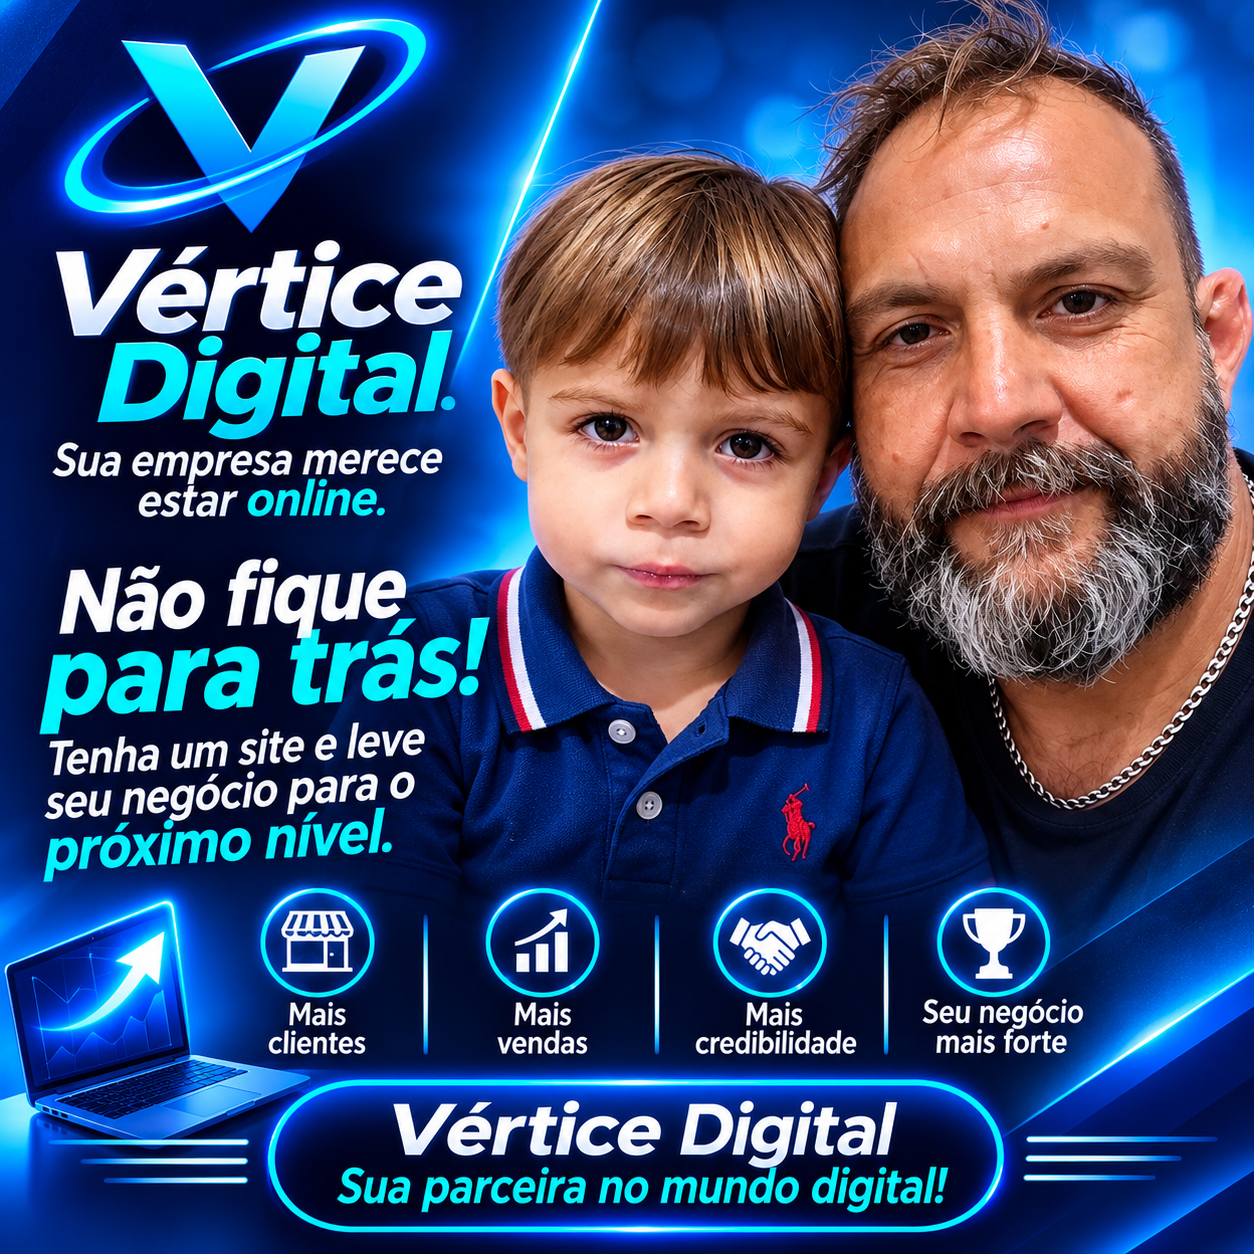 V
Vértice
Digital.
Sua empresa merece
estar online.
Não fique
para trás!
Tenha um site e leve
seu negócio para o
próximo nível.
Mais
clientes
Mais
vendas
Mais
credibilidade
Seu negócio
mais forte
Vértice Digital
Sua parceira no mundo digital!